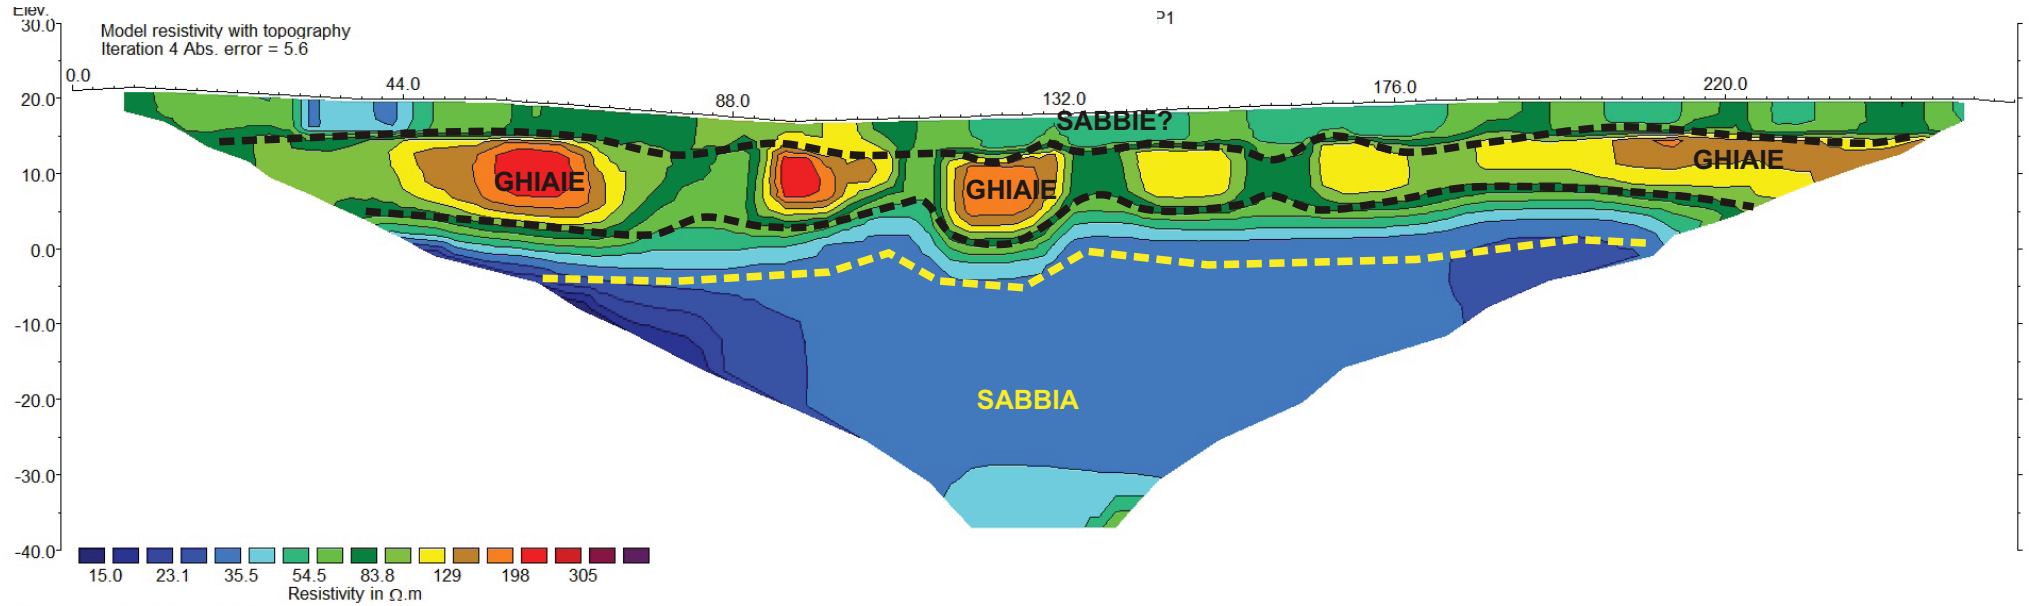 Elev.
30.0
P1
Model resistivity with topography
Iteration 4 Abs. error = 5.6
0.0
44.0
88.0
132.0
176.0
220.0
20.0
SABBIE?
GHIAIE
GHIAIE
GHIAIE
10.0
0.0
-10.0
-20.0
SABBIA
-30.0
-40.0
15.0 23.1 35.5 54.5 83.8 129 198 305
Resistivity in Ω.m